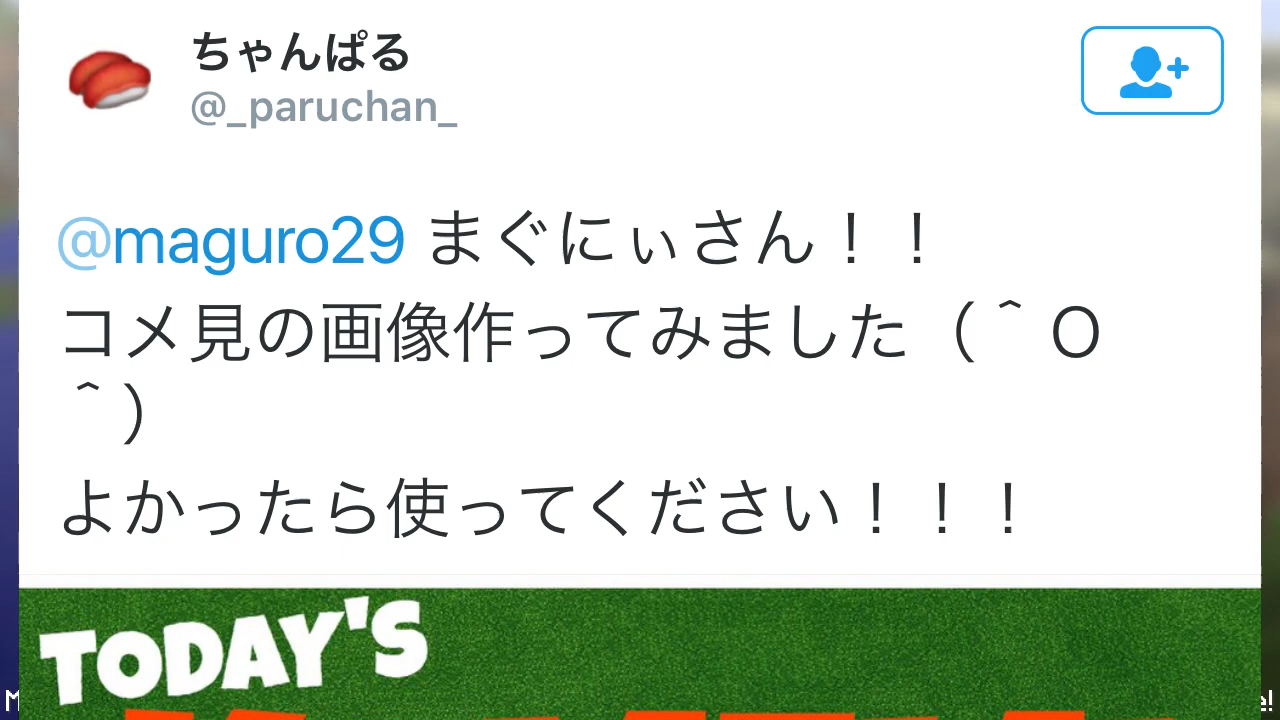 ちゃんぱる
@_paruchan_
@maguro29 まぐにぃさん！！
コメ見の画像作ってみました（＾O
＾）
よかったら使ってください！！！
TODAY'S